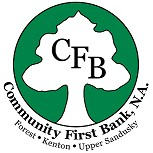 CFB
Community First Bank, N.A.
Forest • Kenton • Upper Sandusky